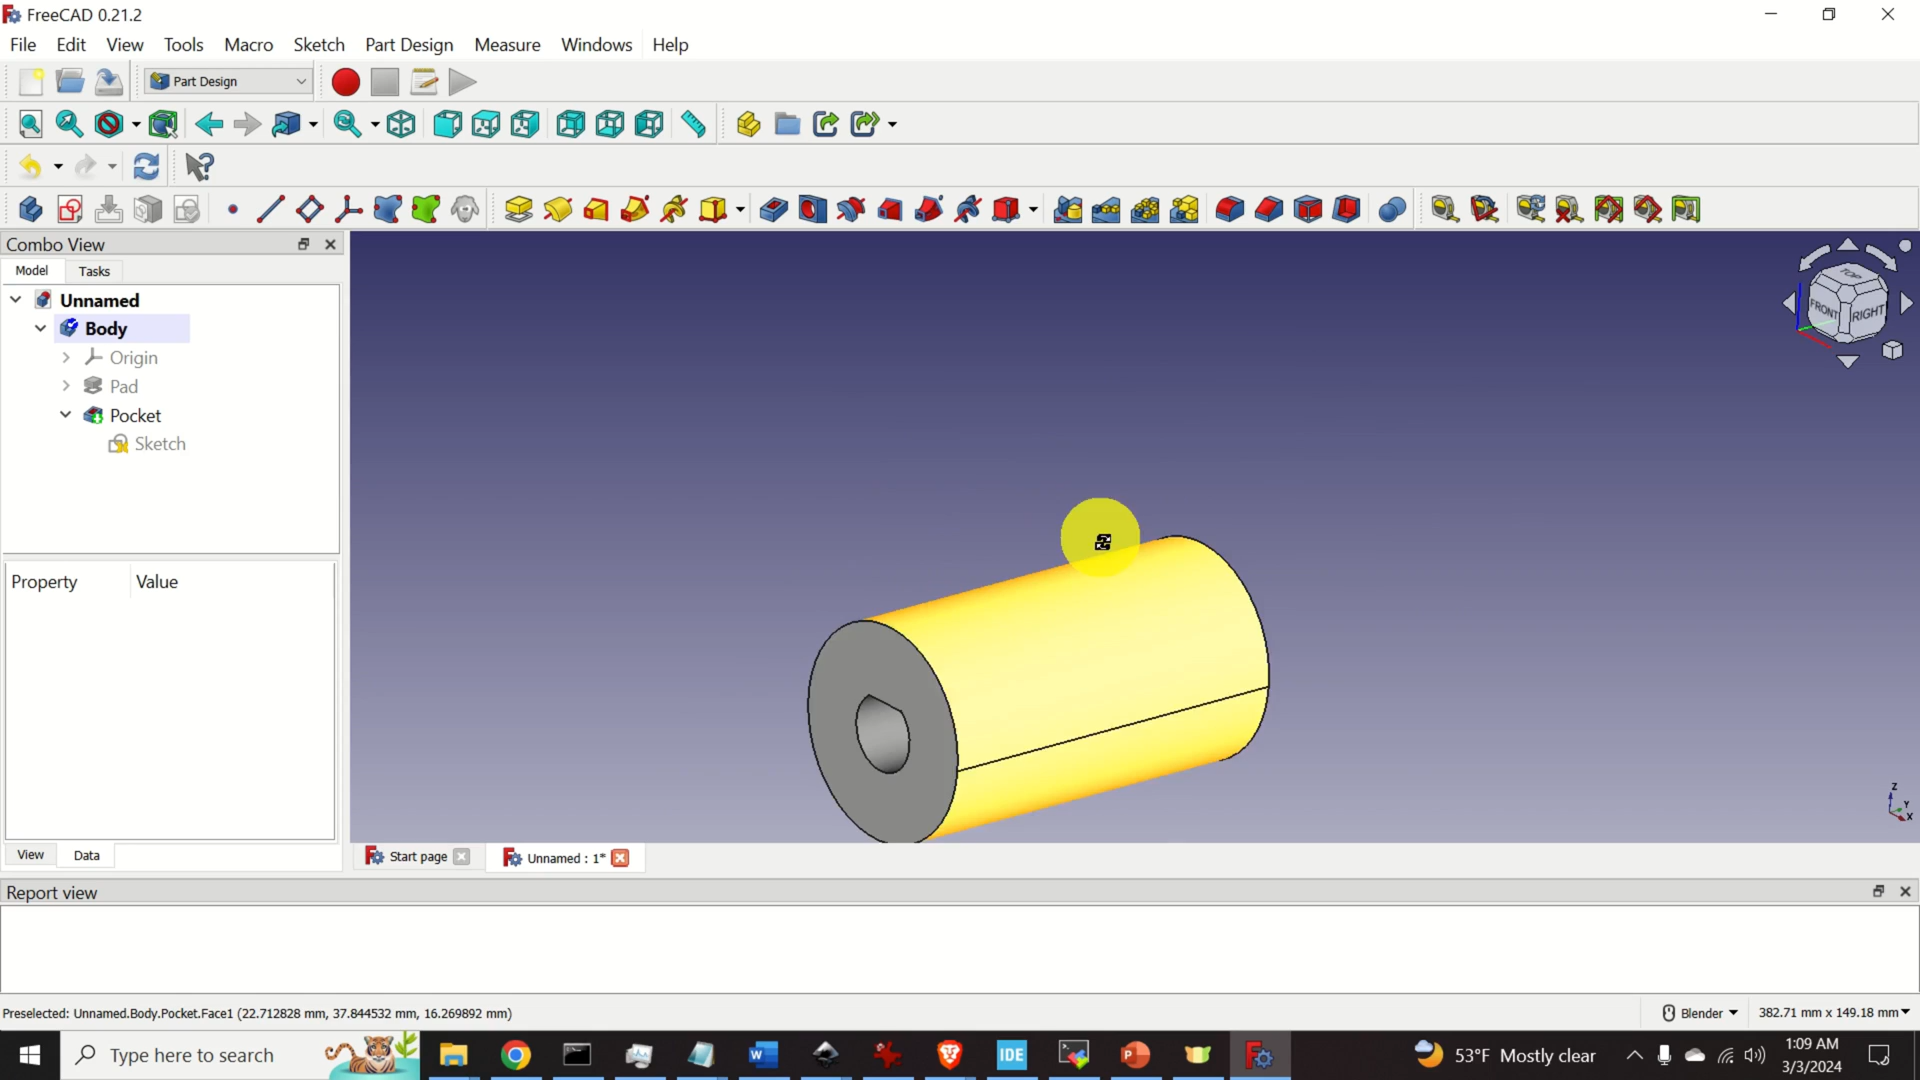 FreeCAD 0.21.2
File Edit View Tools Macro Sketch Part Design Measure Windows Help
Part Design
Combo View
Model Tasks
Unnamed
Body
Origin
Pad
Pocket
Sketch
TOP
FRONT
RIGHT
Property Value
Z
Y
X
View Data
Start page
Unnamed : 1*
Report view
Preselected: Unnamed.Body.Pocket.Face1 (22.712828 mm, 37.844532 mm, 16.269892 mm)
Blender
382.71 mm x 149.18 mm
Type here to search
W
IDE
P
53°F Mostly clear
1:09 AM
3/3/2024